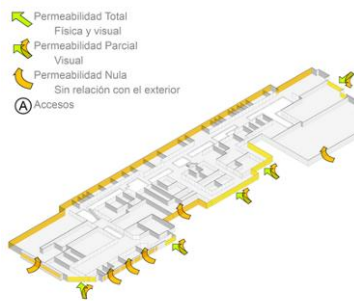 Permeabilidad Total
Física y visual
Permeabilidad Parcial
Visual
Permeabilidad Nula
Sin relación con el exterior
A Accesos